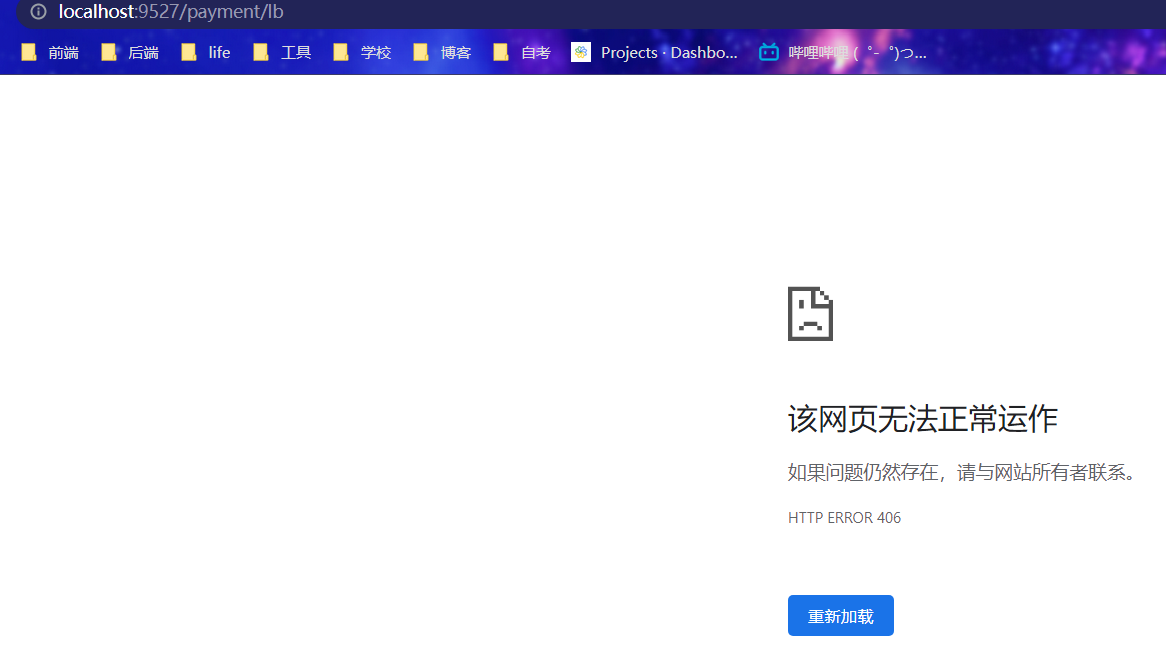 localhost:9527/payment/lb
前端 后端 life 工具 学校 博客 自考 Projects · Dashbo... 哔哩哔哩 (゜-゜)つ...
该网页无法正常运作
如果问题仍然存在，请与网站所有者联系。
HTTP ERROR 406
重新加载